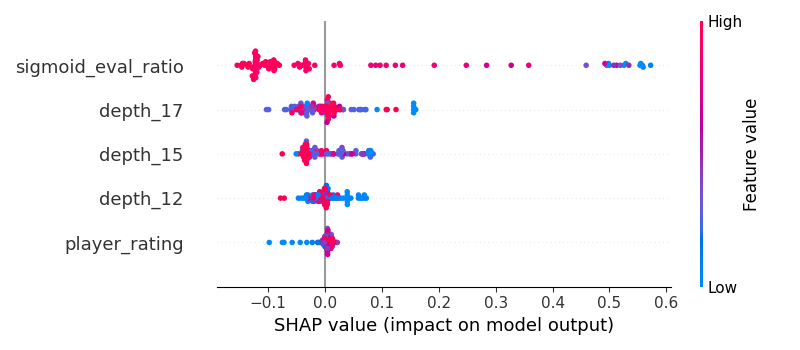 High
sigmoid_eval_ratio
depth_17
depth_15
depth_12
player_rating
Feature value
Low
−0.1 0.0 0.1 0.2 0.3 0.4 0.5 0.6
SHAP value (impact on model output)